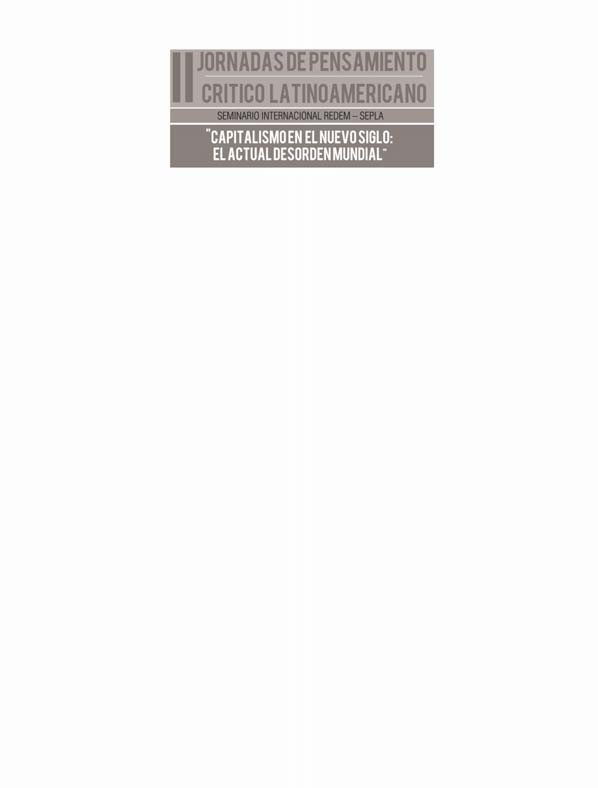 II JORNADAS DE PENSAMIENTO
CRITICO LATINOAMERICANO
SEMINARIO INTERNACIONAL REDEM – SEPLA
"CAPITALISMO EN EL NUEVO SIGLO:
EL ACTUAL DESORDEN MUNDIAL"